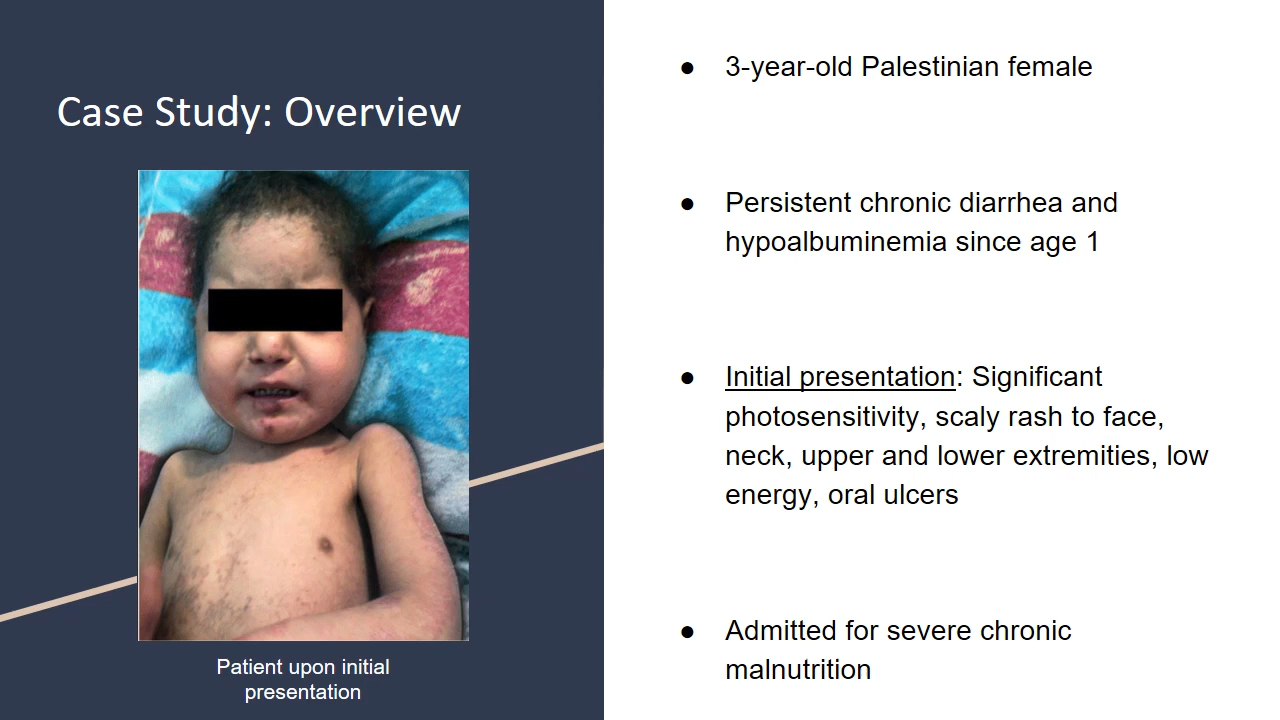 Case Study: Overview
Patient upon initial
presentation
● 3-year-old Palestinian female
● Persistent chronic diarrhea and
hypoalbuminemia since age 1
● Initial presentation: Significant
photosensitivity, scaly rash to face,
neck, upper and lower extremities, low
energy, oral ulcers
● Admitted for severe chronic
malnutrition